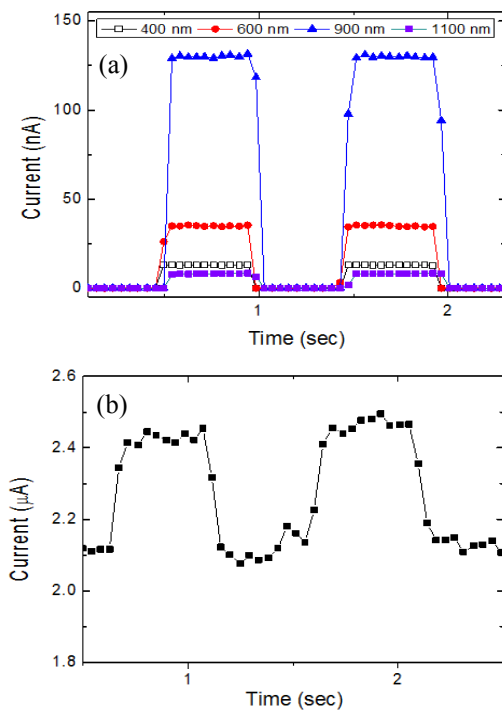 400 nm 600 nm 900 nm 1100 nm
(a)
150
100
50
0
Current (nA)
1 2
Time (sec)
(b)
2.6
2.4
2.2
2.0
1.8
Current (μA)
1 2
Time (sec)